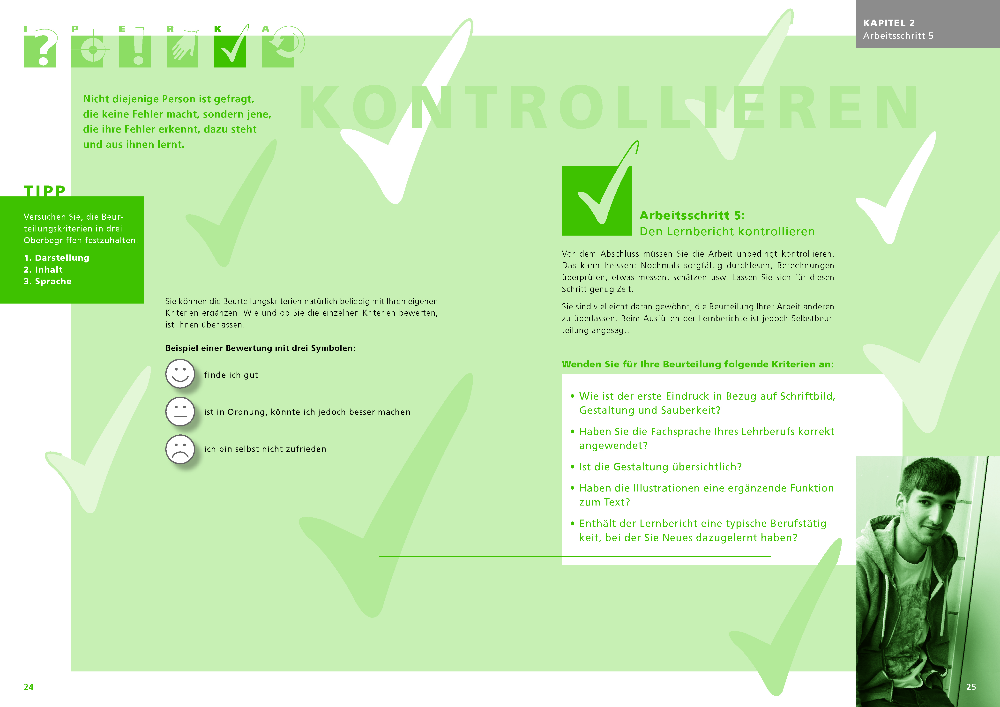 I P E R K A
KAPITEL 2
Arbeitsschritt 5
KONTROLLIEREN
Nicht diejenige Person ist gefragt,
die keine Fehler macht, sondern jene,
die ihre Fehler erkennt, dazu steht
und aus ihnen lernt.
TIPP
Versuchen Sie, die Beur-
teilungskriterien in drei
Oberbegriffen festzuhalten:
1. Darstellung
2. Inhalt
3. Sprache
Sie können die Beurteilungskriterien natürlich beliebig mit Ihren eigenen
Kriterien ergänzen. Wie und ob Sie die einzelnen Kriterien bewerten,
ist Ihnen überlassen.
Beispiel einer Bewertung mit drei Symbolen:
finde ich gut
ist in Ordnung, könnte ich jedoch besser machen
ich bin selbst nicht zufrieden
Arbeitsschritt 5:
Den Lernbericht kontrollieren
Vor dem Abschluss müssen Sie die Arbeit unbedingt kontrollieren.
Das kann heissen: Nochmals sorgfältig durchlesen, Berechnungen
überprüfen, etwas messen, schätzen usw. Lassen Sie sich für diesen
Schritt genug Zeit.
Sie sind vielleicht daran gewöhnt, die Beurteilung Ihrer Arbeit anderen
zu überlassen. Beim Ausfüllen der Lernberichte ist jedoch Selbstbeur-
teilung angesagt.
Wenden Sie für Ihre Beurteilung folgende Kriterien an:
• Wie ist der erste Eindruck in Bezug auf Schriftbild,
Gestaltung und Sauberkeit?
• Haben Sie die Fachsprache Ihres Lehrberufs korrekt
angewendet?
• Ist die Gestaltung übersichtlich?
• Haben die Illustrationen eine ergänzende Funktion
zum Text?
• Enthält der Lernbericht eine typische Berufstätig-
keit, bei der Sie Neues dazugelernt haben?
24
25